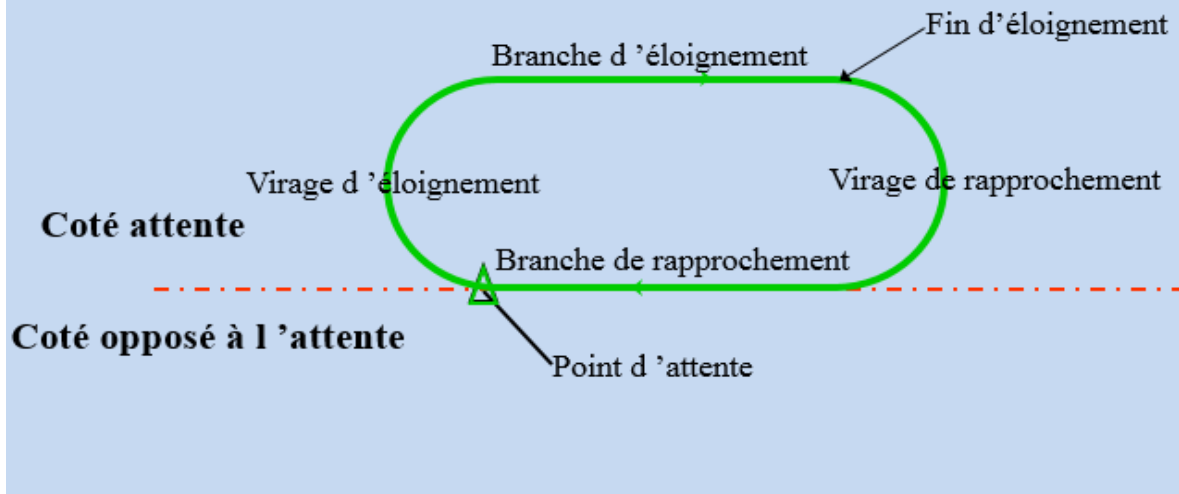 Fin d’éloignement
Branche d ’éloignement
Virage d ’éloignement
Virage de rapprochement
Coté attente
Branche de rapprochement
Coté opposé à l ’attente
Point d ’attente